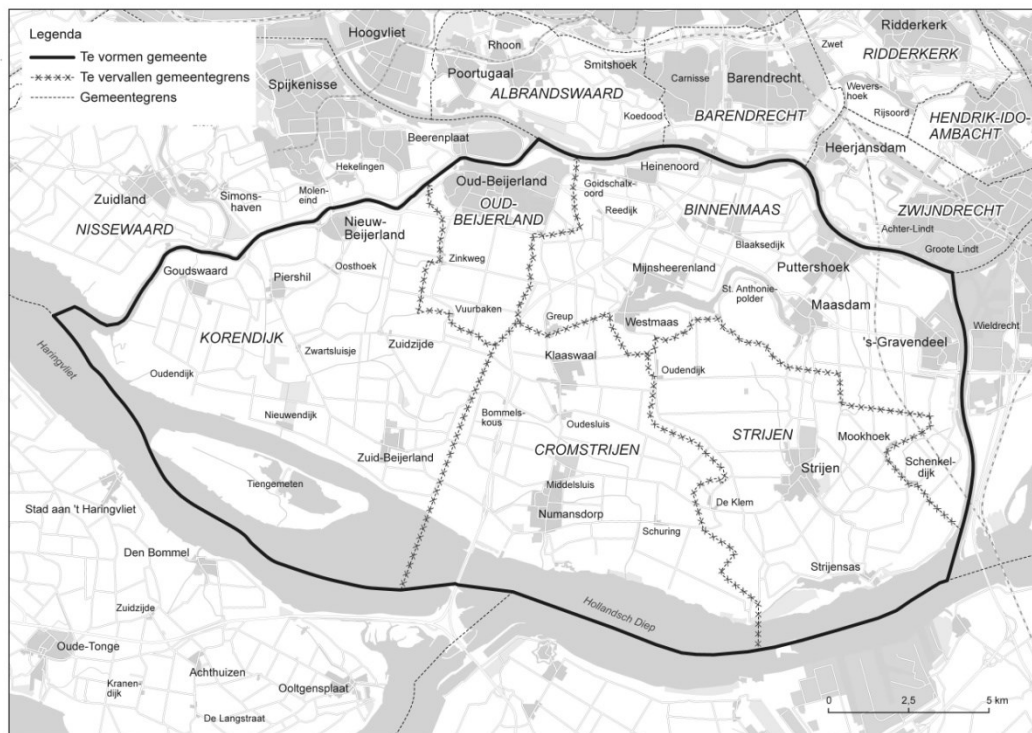 Legenda
Te vormen gemeente
Te vervallen gemeentegrens
Gemeentegrens
Hoogvliet
Rhoon
Smitshoek
Poortugaal
ALBRANDSWAARD
Spijkenisse
Carnisse
Barendrecht
BARENDRECHT
Koedood
Zwet
Ridderkerk
RIDDERKERK
Wevers-
hoek
Rijsoord
HENDRIK-IDO-
AMBACHT
Heerjansdam
Beerenplaat
Hekelingen
Zuidland
Simons-
haven
Molen-
eind
NISSEWAARD
Oud-Beijerland
OUD-
BEIJERLAND
Goidschalx-
oord
Heinenoord
Reedijk
BINNENMAAS
ZWIJNDRECHT
Achter-Lindt
Groote Lindt
Nieuw-
Beijerland
Blaaksedijk
Goudswaard
Piershil
Oosthoek
Zinkweg
Mijnsheerenland
Puttershoek
St. Anthonie-
polder
Maasdam
Vuurbaken
Greup
Westmaas
Wieldrecht
's-Gravendeel
KORENDIJK
Zwartsluisje
Zuidzijde
Klaaswaal
Oudendijk
Haringvliet
Oudendijk
Nieuwendijk
Bommels-
kous
Oudesluis
STRIJEN
Mookhoek
Zuid-Beijerland
CROMSTRIJEN
Strijen
Schenkel-
dijk
Tiengemeten
Middelsluis
De Klem
Numansdorp
Stad aan 't Haringvliet
Schuring
Den Bommel
Strijensas
Hollandsch Diep
Zuidzijde
Oude-Tonge
Achthuizen
Kranen-
dijk
Ooltgensplaat
De Langstraat
0 2,5 5 km